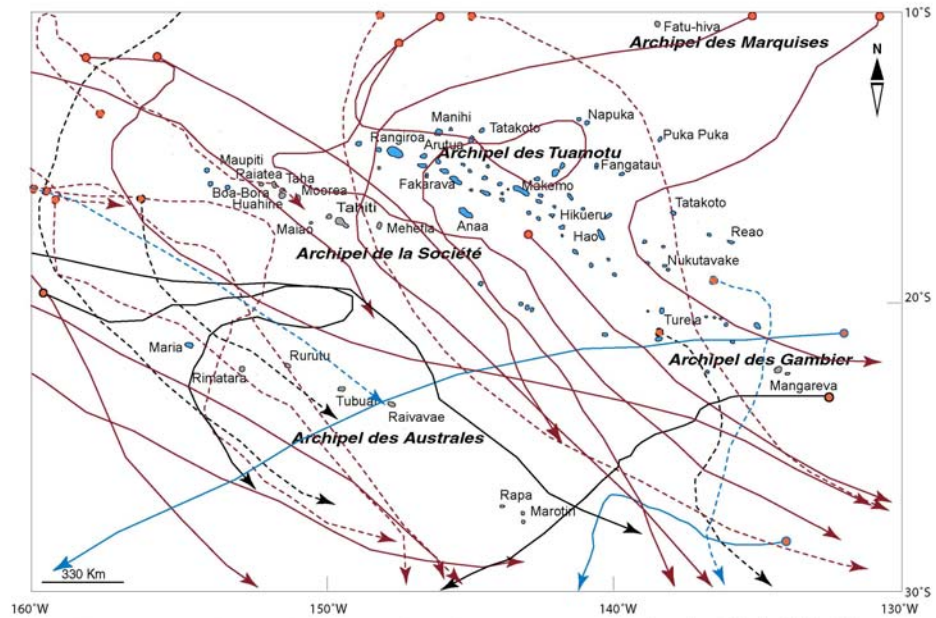 10°S
Fatu-hiva
Archipel des Marquises
N
Manihi
Tatakoto
Napuka
Puka Puka
Rangiroa
Arutua
Archipel des Tuamotu
Fangatau
Maupiti
Raiatea
Taha
Boa-Bora
Moorea
Huahine
Fakarava
Makemo
Tahiti
Anaa
Hikueru
Tatakoto
Maiao
Mehetia
Hao
Reao
Archipel de la Société
Nukutavake
20°S
Tureia
Maria
Rurutu
Archipel des Gambier
Rimatara
Mangareva
Tubuai
Raivavae
Archipel des Australes
Rapa
Marotiri
330 Km
30°S
160°W
150°W
140°W
130°W